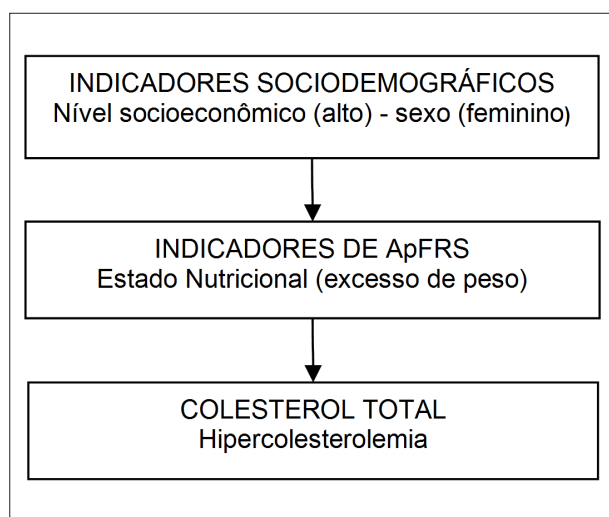 INDICADORES SOCIODEMOGRÁFICOS
Nível socioeconômico (alto) - sexo (feminino)
INDICADORES DE ApFRS
Estado Nutricional (excesso de peso)
COLESTEROL TOTAL
Hipercolesterolemia